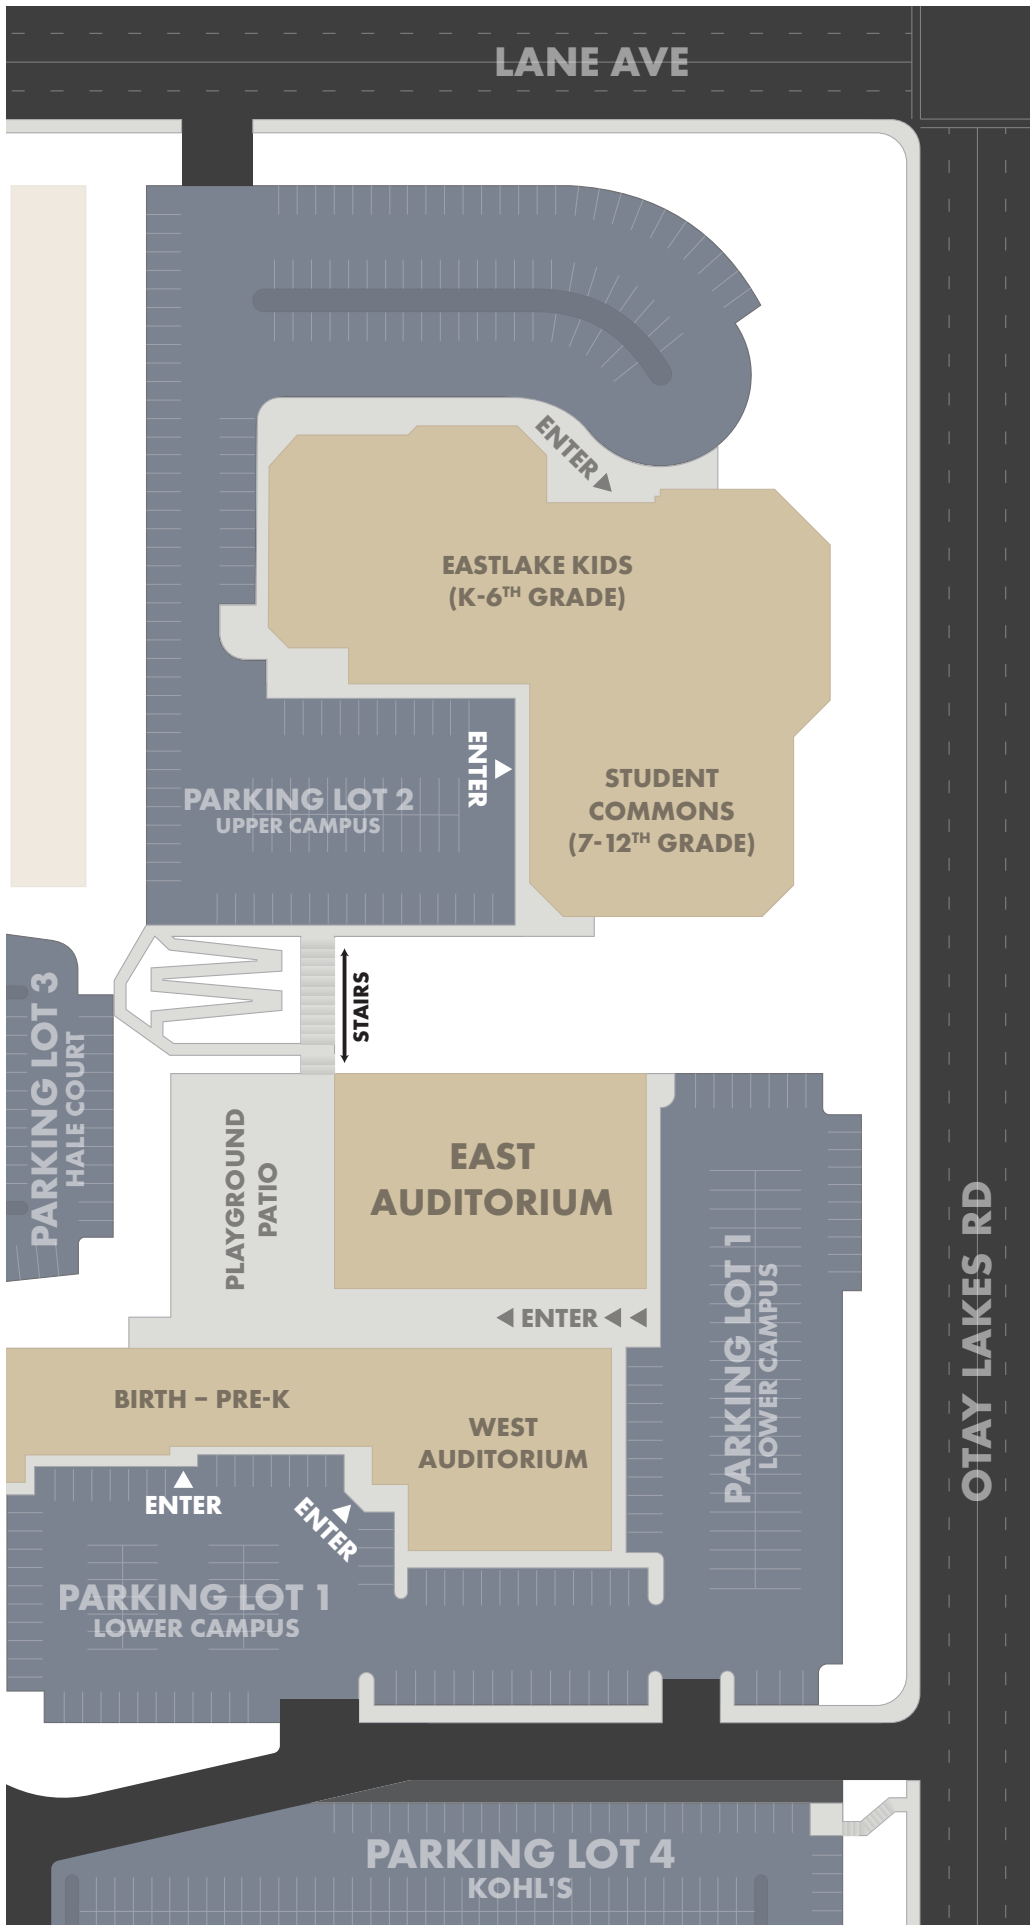 LANE AVE
ENTER
EASTLAKE KIDS
(K-6TH GRADE)
ENTER
PARKING LOT 2
UPPER CAMPUS
STUDENT
COMMONS
(7-12TH GRADE)
STAIRS
PARKING LOT 3
HALE COURT
PLAYGROUND
PATIO
EAST
AUDITORIUM
PARKING LOT 1
LOWER CAMPUS
OTAY LAKES RD
ENTER
BIRTH – PRE-K
WEST
AUDITORIUM
ENTER
ENTER
PARKING LOT 1
LOWER CAMPUS
PARKING LOT 4
KOHL'S